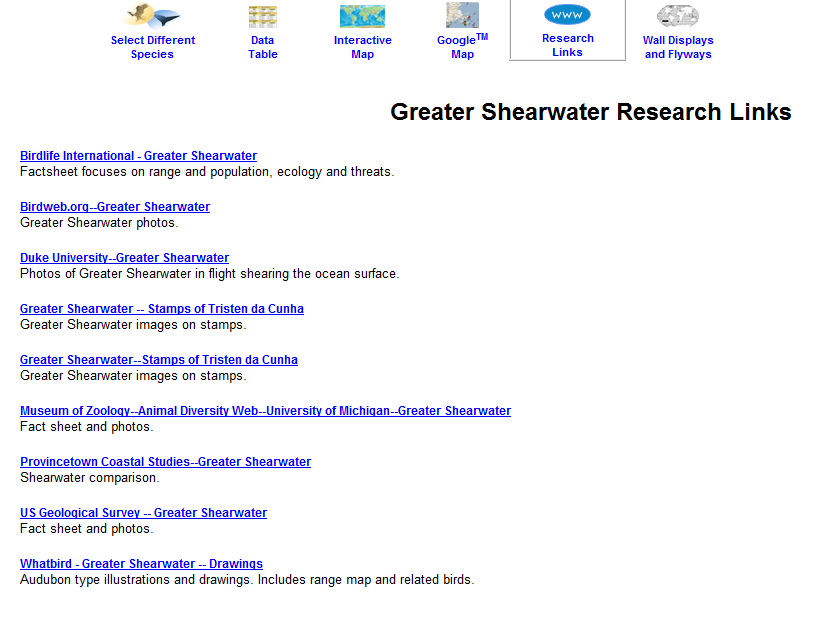 Select Different
Species
Data
Table
Interactive
Map
Google™
Map
WWW
Research
Links
Wall Displays
and Flyways
Greater Shearwater Research Links
Birdlife International - Greater Shearwater
Factsheet focuses on range and population, ecology and threats.
Birdweb.org--Greater Shearwater
Greater Shearwater photos.
Duke University--Greater Shearwater
Photos of Greater Shearwater in flight shearing the ocean surface.
Greater Shearwater -- Stamps of Tristen da Cunha
Greater Shearwater images on stamps.
Greater Shearwater--Stamps of Tristen da Cunha
Greater Shearwater images on stamps.
Museum of Zoology--Animal Diversity Web--University of Michigan--Greater Shearwater
Fact sheet and photos.
Provincetown Coastal Studies--Greater Shearwater
Shearwater comparison.
US Geological Survey -- Greater Shearwater
Fact sheet and photos.
Whatbird - Greater Shearwater -- Drawings
Audubon type illustrations and drawings. Includes range map and related birds.